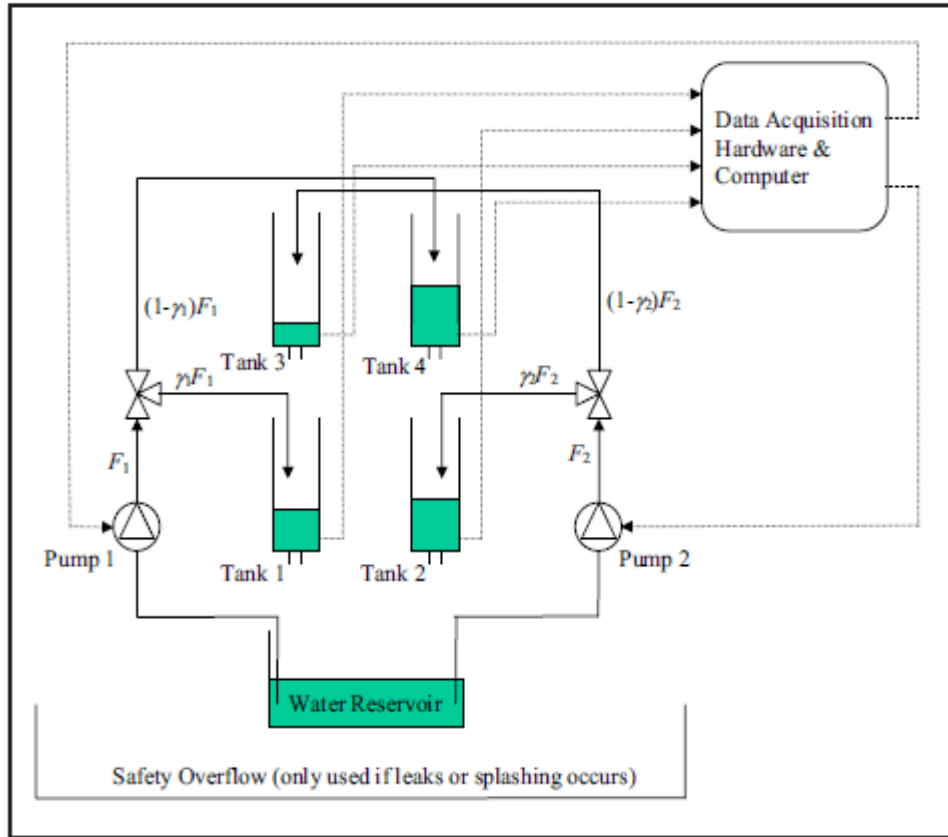 Data Acquisition
Hardware &
Computer
(1-γ1)F1
(1-γ2)F2
Tank 3
Tank 4
γ1F1
γ2F2
F1
F2
Pump 1
Tank 1
Tank 2
Pump 2
Water Reservoir
Safety Overflow (only used if leaks or splashing occurs)